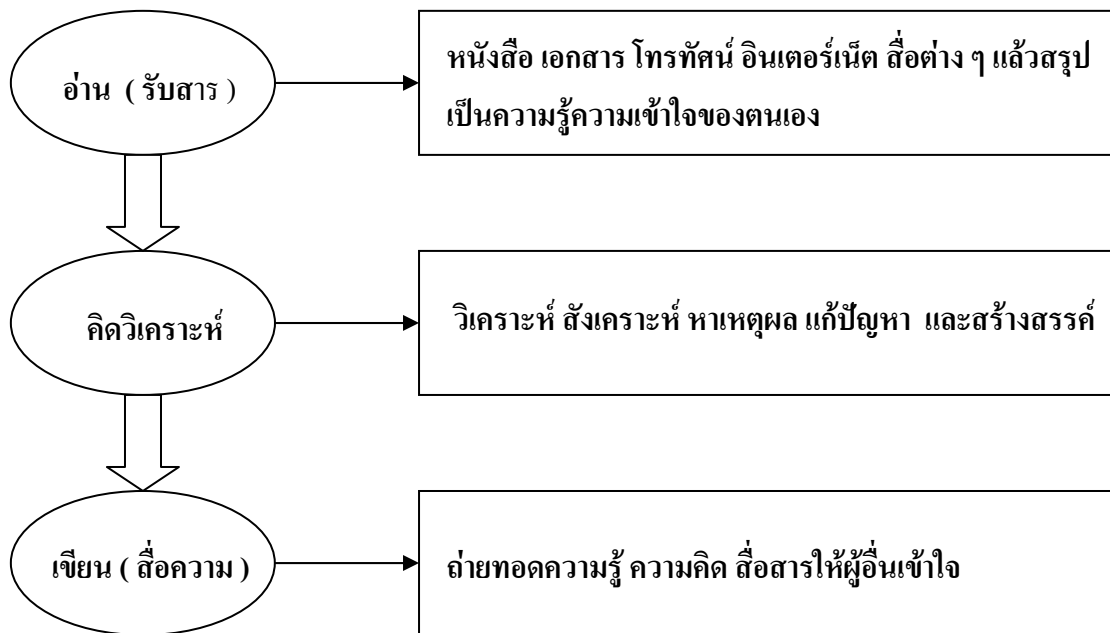 อ่าน ( รับสาร )
หนังสือ เอกสาร โทรทัศน์ อินเตอร์เน็ต สื่อต่าง ๆ แล้วสรุป
เป็นความรู้ความเข้าใจของตนเอง
คิดวิเคราะห์
วิเคราะห์ สังเคราะห์ หาเหตุผล แก้ปัญหา และสร้างสรรค์
เขียน ( สื่อความ )
ถ่ายทอดความรู้ ความคิด สื่อสารให้ผู้อื่นเข้าใจ